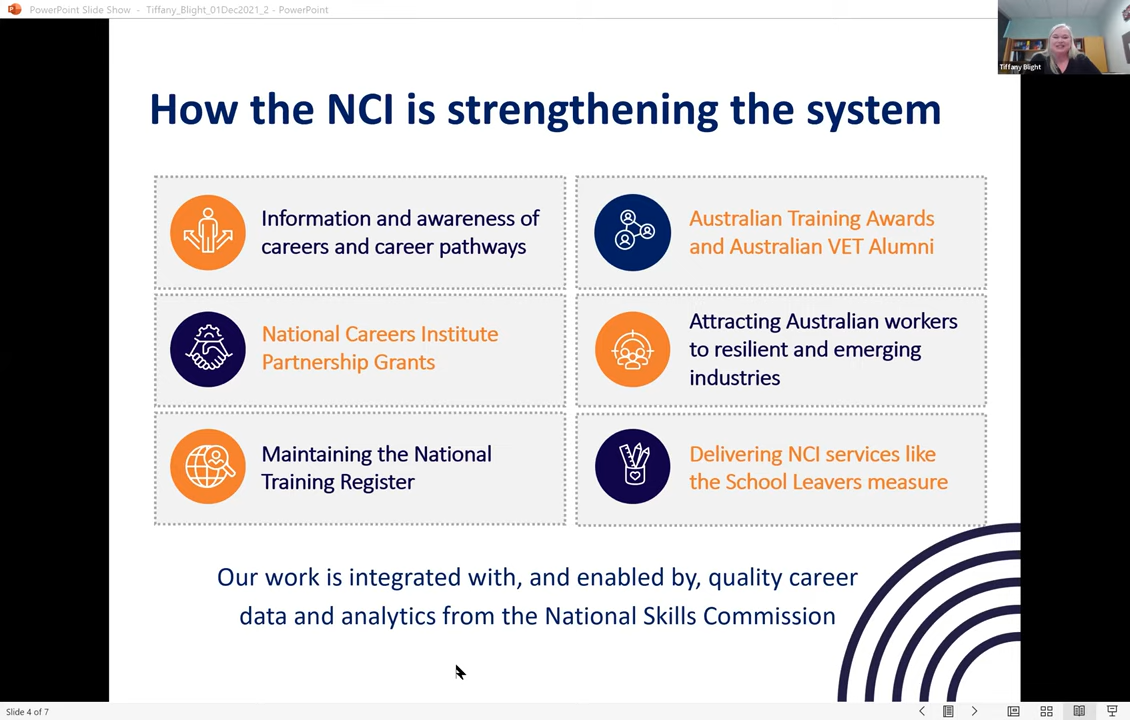 PowerPoint Slide Show - Tiffany_Blight_01Dec2021_2 - PowerPoint
Tiffany Blight
How the NCI is strengthening the system
Information and awareness of
careers and career pathways
Australian Training Awards
and Australian VET Alumni
National Careers Institute
Partnership Grants
Attracting Australian workers
to resilient and emerging
industries
Maintaining the National
Training Register
Delivering NCI services like
the School Leavers measure
Our work is integrated with, and enabled by, quality career
data and analytics from the National Skills Commission
Slide 4 of 7